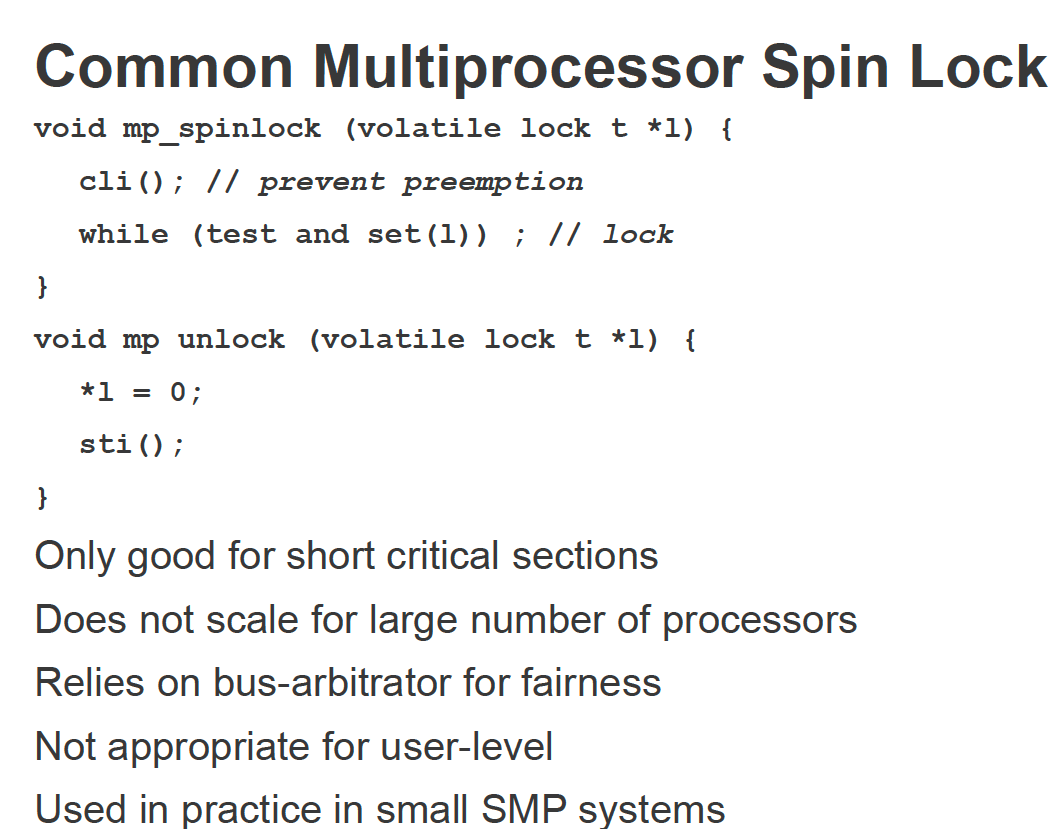 Common Multiprocessor Spin Lock
void mp_spinlock (volatile lock t *l) {
cli(); // prevent preemption
while (test and set(l)) ; // lock
}
void mp unlock (volatile lock t *l) {
*l = 0;
sti();
}
Only good for short critical sections
Does not scale for large number of processors
Relies on bus-arbitrator for fairness
Not appropriate for user-level
Used in practice in small SMP systems